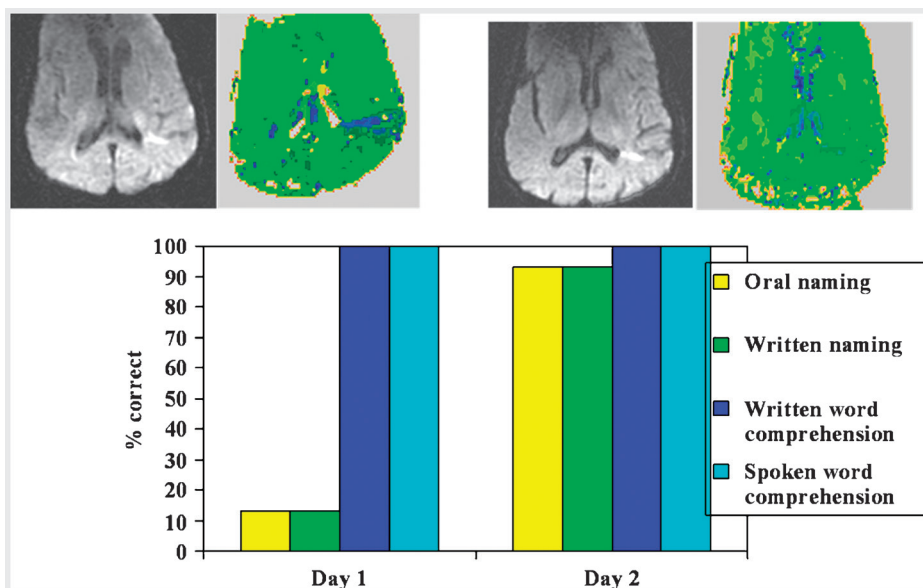 100
90
80
70
60
50
40
30
20
10
0
% correct
Day 1
Day 2
Oral naming
Written naming
Written word
comprehension
Spoken word
comprehension